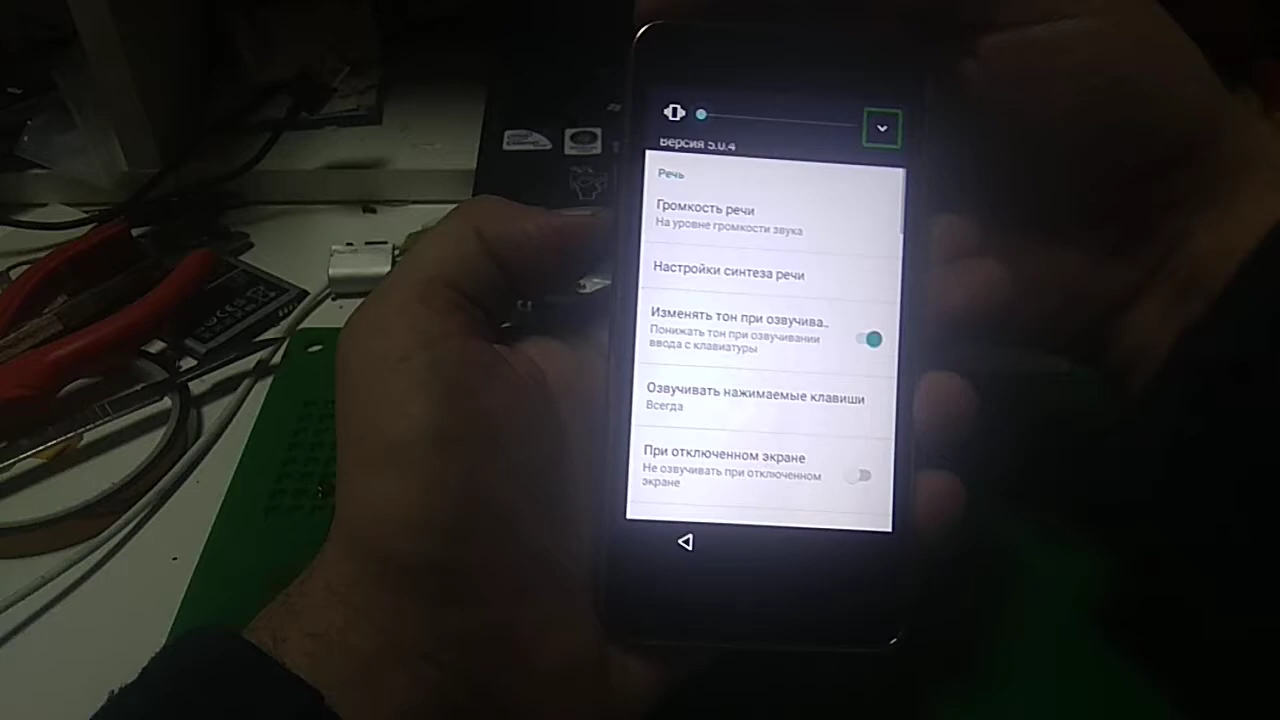 Версия 5.0.4
Речь
Громкость речи
На уровне громкости звука
Настройки синтеза речи
Изменять тон при озвучива..
Понижать тон при озвучивании
ввода с клавиатуры
Озвучивать нажимаемые клавиши
Всегда
При отключенном экране
Не озвучивать при отключенном
экране